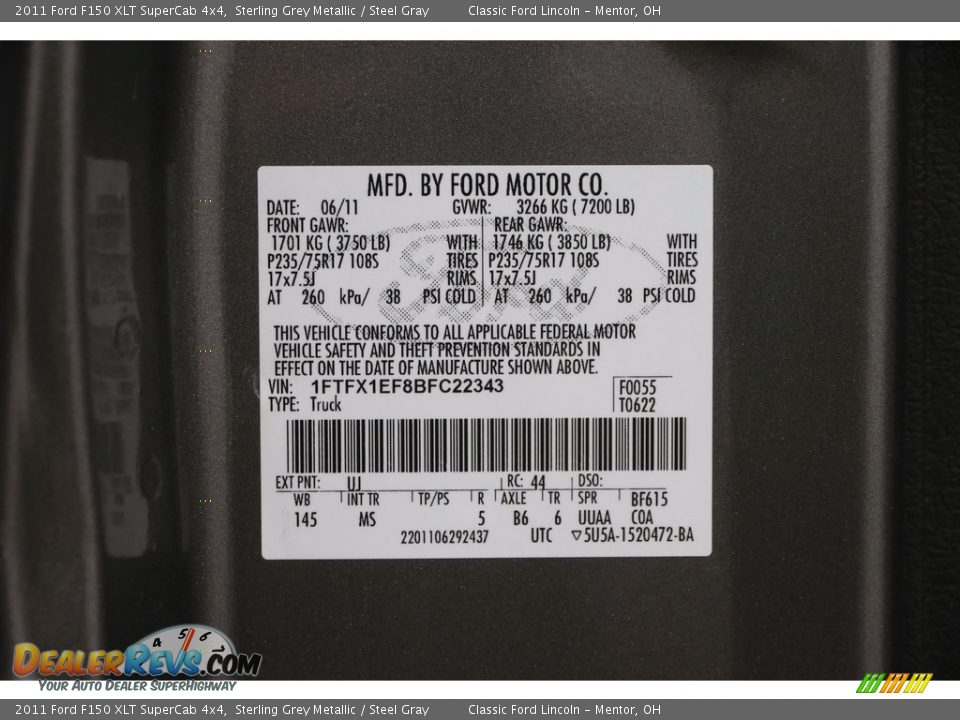 2011 Ford F150 XLT SuperCab 4x4, Sterling Grey Metallic / Steel Gray Classic Ford Lincoln - Mentor, OH
MFD. BY FORD MOTOR CO.
DATE: 06/11 GVWR: 3266 KG ( 7200 LB)
FRONT GAWR: REAR GAWR:
1701 KG ( 3750 LB) WITH 1746 KG ( 3850 LB) WITH
P235/75R17 108S TIRES P235/75R17 108S TIRES
17x7.5J RIMS 17x7.5J RIMS
AT 260 kPa/ 38 PSI COLD AT 260 kPa/ 38 PSI COLD
THIS VEHICLE CONFORMS TO ALL APPLICABLE FEDERAL MOTOR
VEHICLE SAFETY AND THEFT PREVENTION STANDARDS IN
EFFECT ON THE DATE OF MANUFACTURE SHOWN ABOVE.
VIN: 1FTFX1EF8BFC22343 F0055
TYPE: Truck T0622
EXT PNT: UJ RC: 44 DSO:
WB INT TR TP/PS R AXLE TR SPR BF615
145 MS 5 B6 6 UUAA COA
2201106292437 UTC ▽5U5A-1520472-BA
4 5 6
DEALERREVS.COM
YOUR AUTO DEALER SUPERHIGHWAY
2011 Ford F150 XLT SuperCab 4x4, Sterling Grey Metallic / Steel Gray Classic Ford Lincoln - Mentor, OH